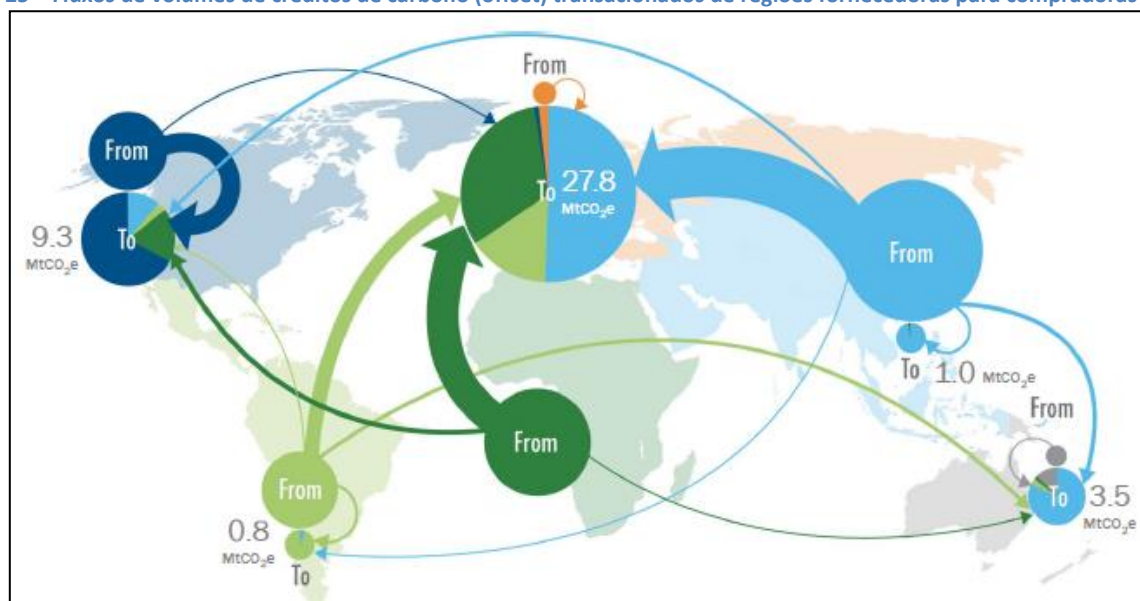 25 – Fluxos de volumes de créditos de carbono (offset) transacionados de regiões fornecedoras para compradoras
From
From
To
27.8
MtCO₂e
9.3
MtCO₂e
To
From
To
1.0 MtCO₂e
From
From
From
To
3.5
MtCO₂e
0.8
MtCO₂e
To